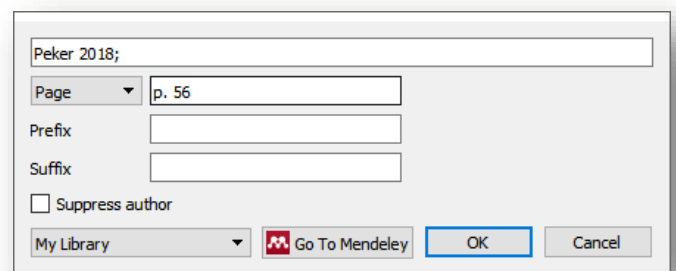 Peker 2018;
Page p. 56
Prefix
Suffix
Suppress author
My Library Go To Mendeley OK Cancel